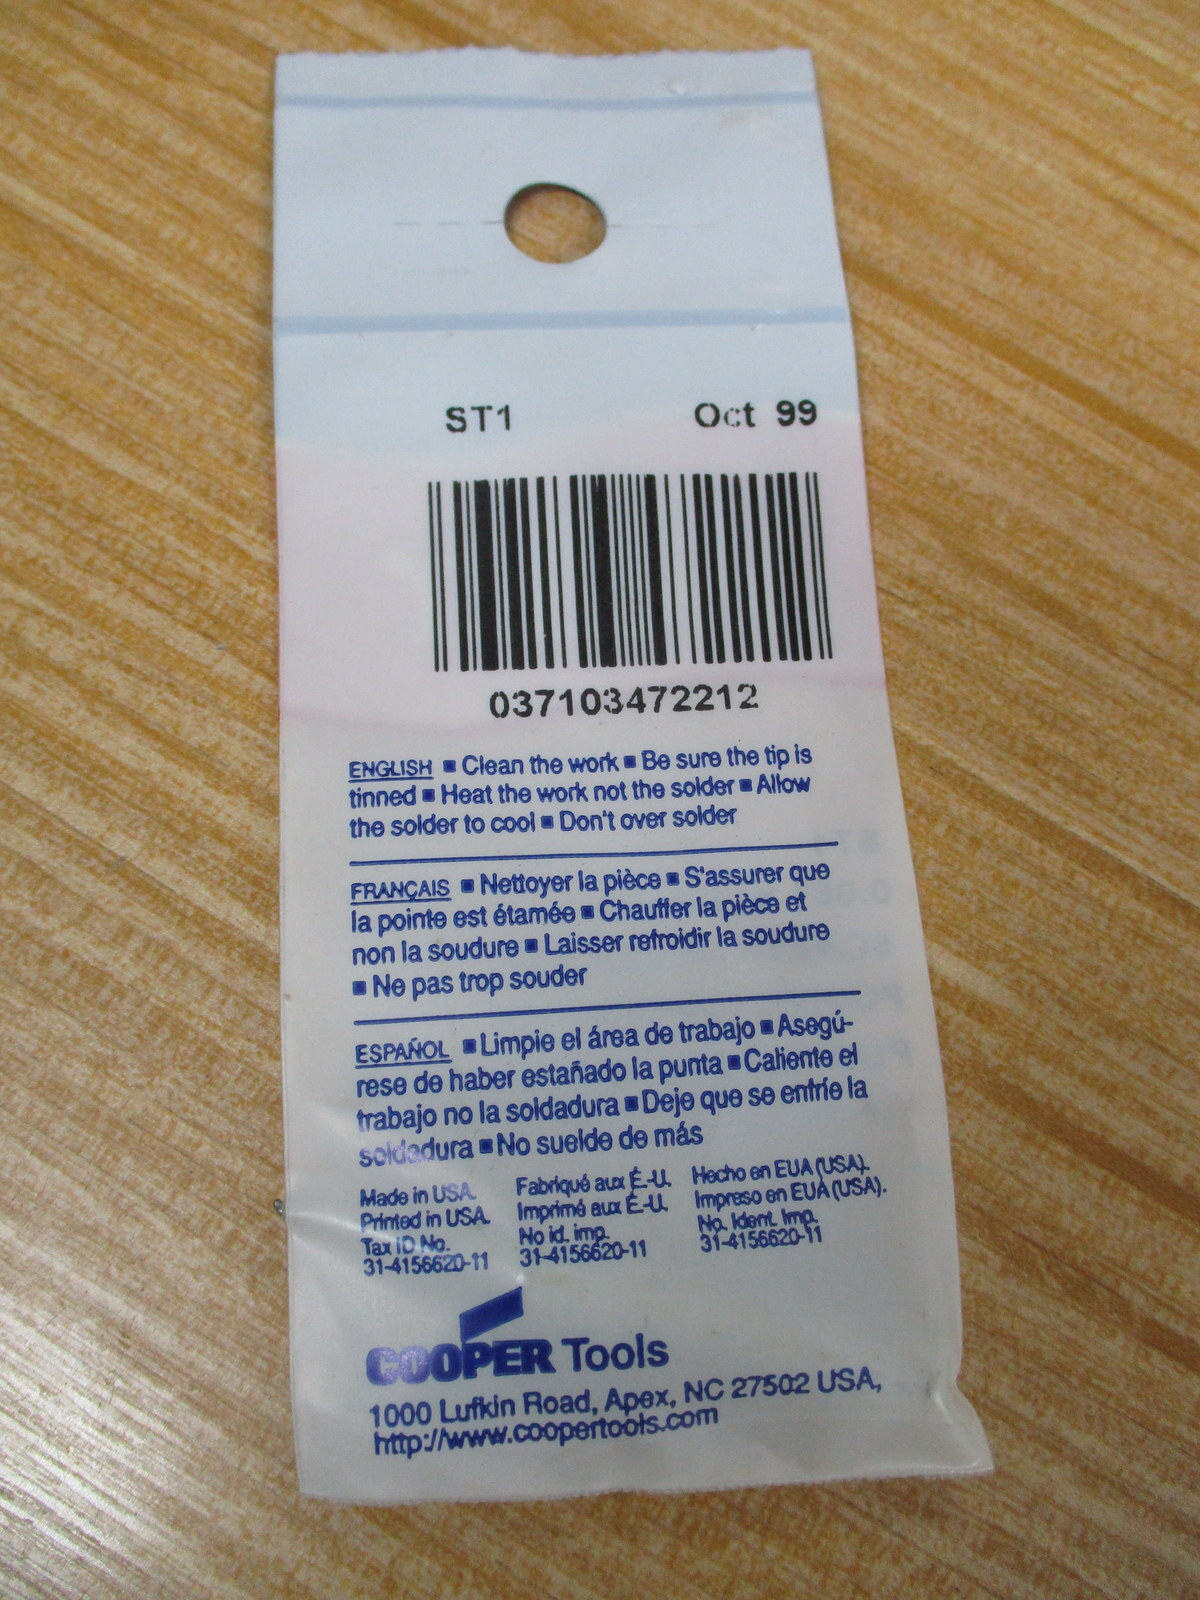 ST1 Oct 99
037103472212
ENGLISH ■ Clean the work ■ Be sure the tip is
tinned ■ Heat the work not the solder ■ Allow
the solder to cool ■ Don't over solder
FRANÇAIS ■ Nettoyer la pièce ■ S'assurer que
la pointe est étamée ■ Chauffer la pièce et
non la soudure ■ Laisser refroidir la soudure
■ Ne pas trop souder
ESPAÑOL ■ Limpie el área de trabajo ■ Asegú-
rese de haber estañado la punta ■ Caliente el
trabajo no la soldadura ■ Deje que se entríe la
soldadura ■ No suelde de más
Made in USA.
Printed in USA.
Tax ID No.
31-4156620-11
Fabriqué aux É.-U.
Imprimé aux É.-U.
No id. imp.
31-4156620-11
Hecho en EUA (USA).
Impreso en EUA (USA).
No. Ident. Imp.
31-4156620-11
COOPER Tools
1000 Lufkin Road, Apex, NC 27502 USA,
http://www.coopertools.com